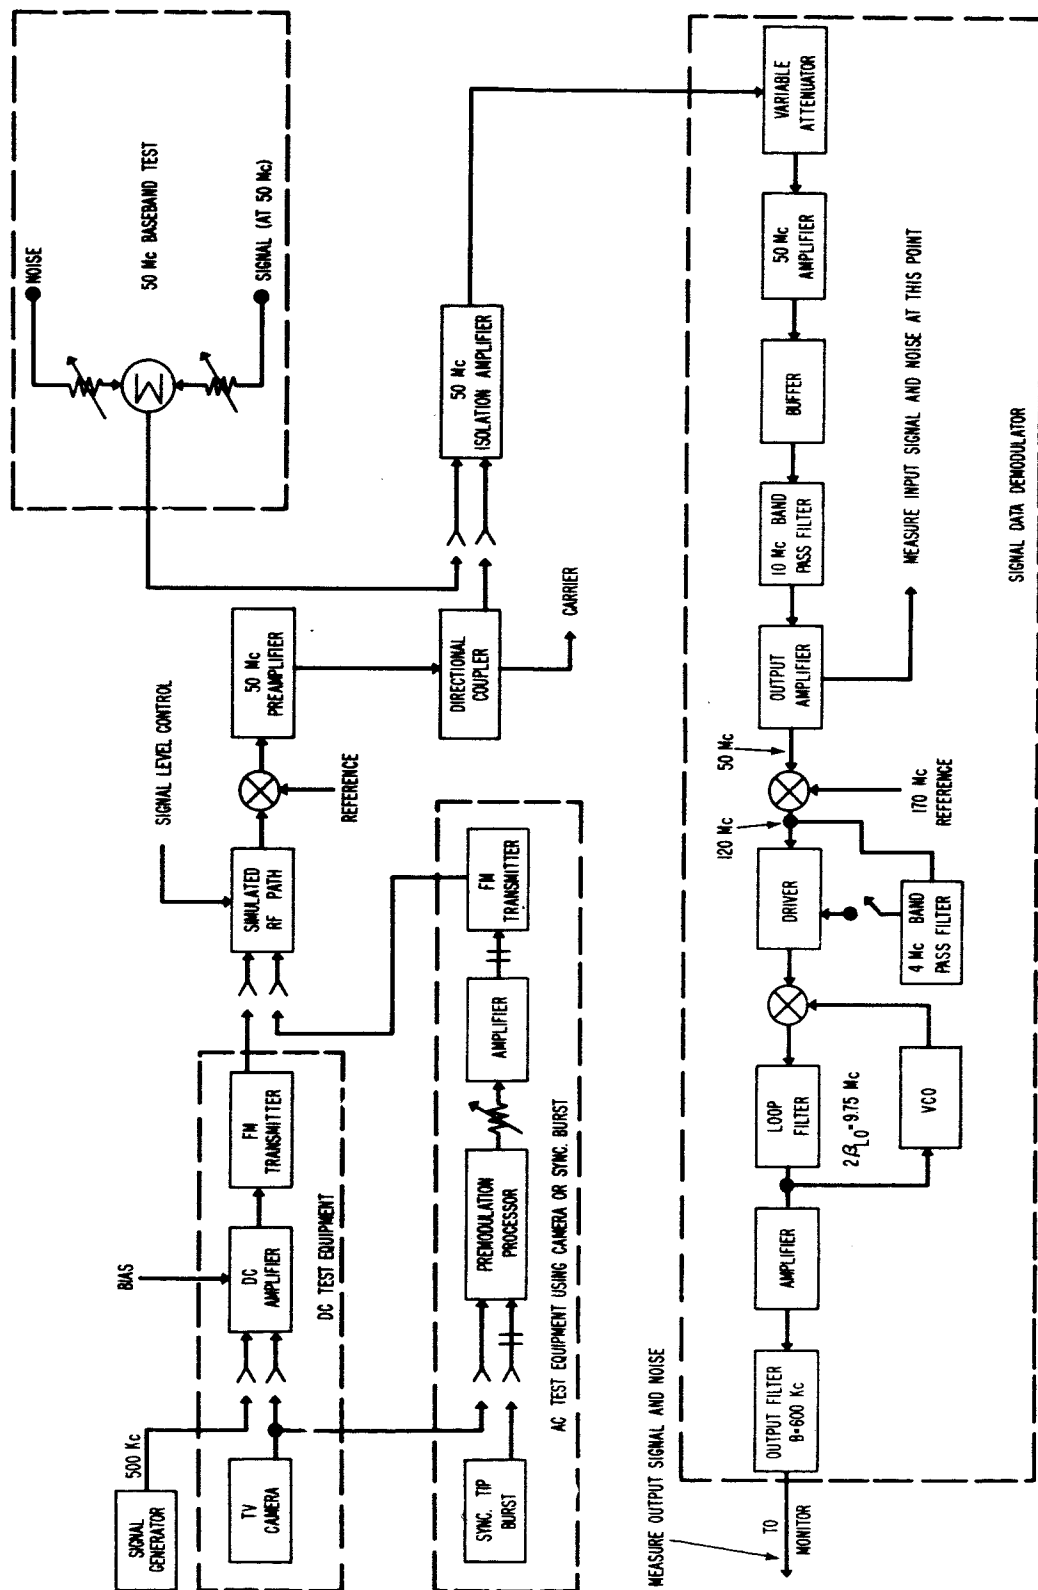 SIGNAL
GENERATOR
500 Kc
TV
CAMERA
BIAS
DC
AMPLIFIER
FM
TRANSMITTER
DC TEST EQUIPMENT
SYNC. TIP
BURST
PREMODULATION
PROCESSOR
AMPLIFIER
FM
TRANSMITTER
AC TEST EQUIPMENT USING CAMERA OR SYNC. BURST
SIGNAL LEVEL CONTROL
SIMULATED
RF PATH
REFERENCE
50 Mc
PREAMPLIFIER
DIRECTIONAL
COUPLER
CARRIER
NOISE
Σ
50 Mc BASEBAND TEST
SIGNAL (AT 50 Mc)
50 Mc
ISOLATION AMPLIFIER
VARIABLE
ATTENUATOR
50 Mc
AMPLIFIER
BUFFER
10 Mc BAND
PASS FILTER
OUTPUT
AMPLIFIER
MEASURE INPUT SIGNAL AND NOISE AT THIS POINT
50 Mc
170 Mc
REFERENCE
120 Mc
DRIVER
4 Mc BAND
PASS FILTER
LOOP
FILTER
2βLO=9.75 Mc
VCO
AMPLIFIER
OUTPUT FILTER
B=600 Kc
TO
MONITOR
MEASURE OUTPUT SIGNAL AND NOISE
SIGNAL DATA DEMODULATOR